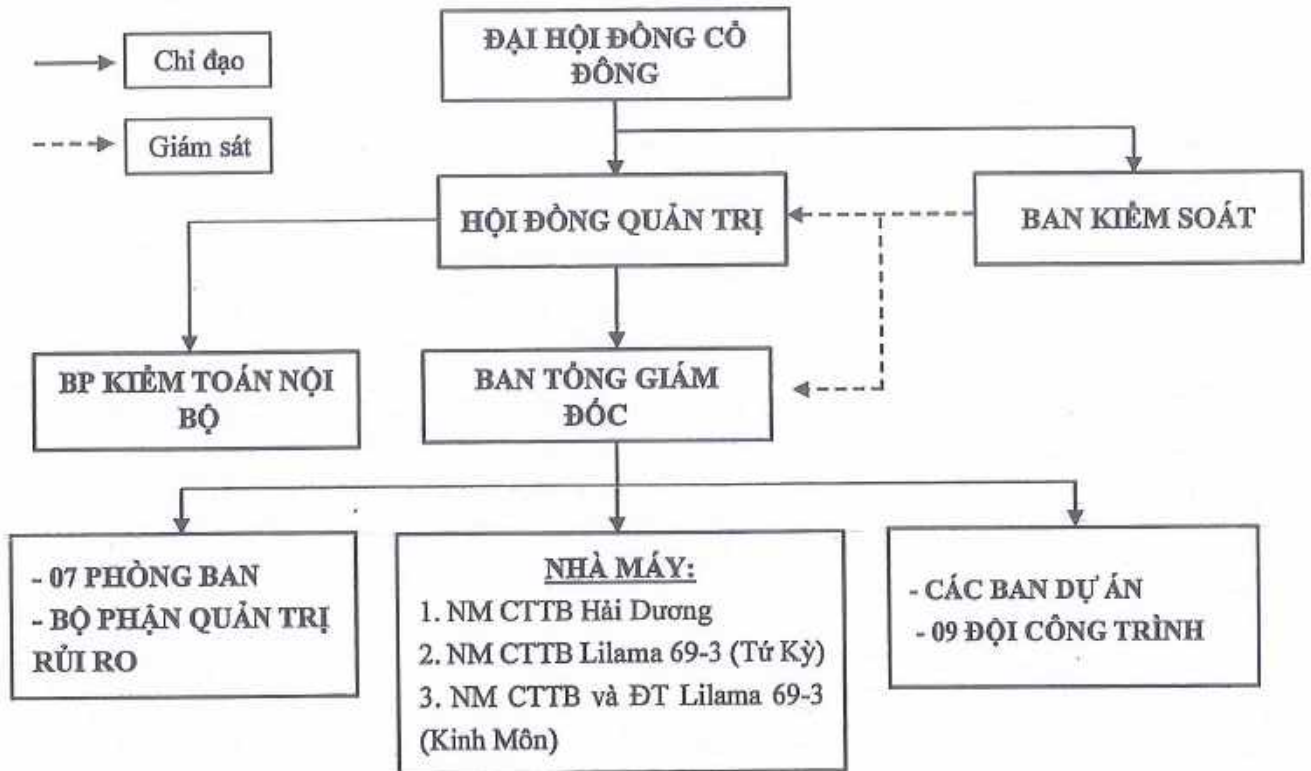 Chỉ đạo
Giám sát
ĐẠI HỘI ĐỒNG CỔ
ĐÔNG
HỘI ĐỒNG QUẢN TRỊ
BAN KIỂM SOÁT
BP KIỂM TOÁN NỘI
BỘ
BAN TỔNG GIÁM
ĐỐC
- 07 PHÒNG BAN
- BỘ PHẬN QUẢN TRỊ
RỦI RO
NHÀ MÁY:
1. NM CTTB Hải Dương
2. NM CTTB Lilama 69-3 (Tứ Kỳ)
3. NM CTTB và ĐT Lilama 69-3
(Kinh Môn)
- CÁC BAN DỰ ÁN
- 09 ĐỘI CÔNG TRÌNH